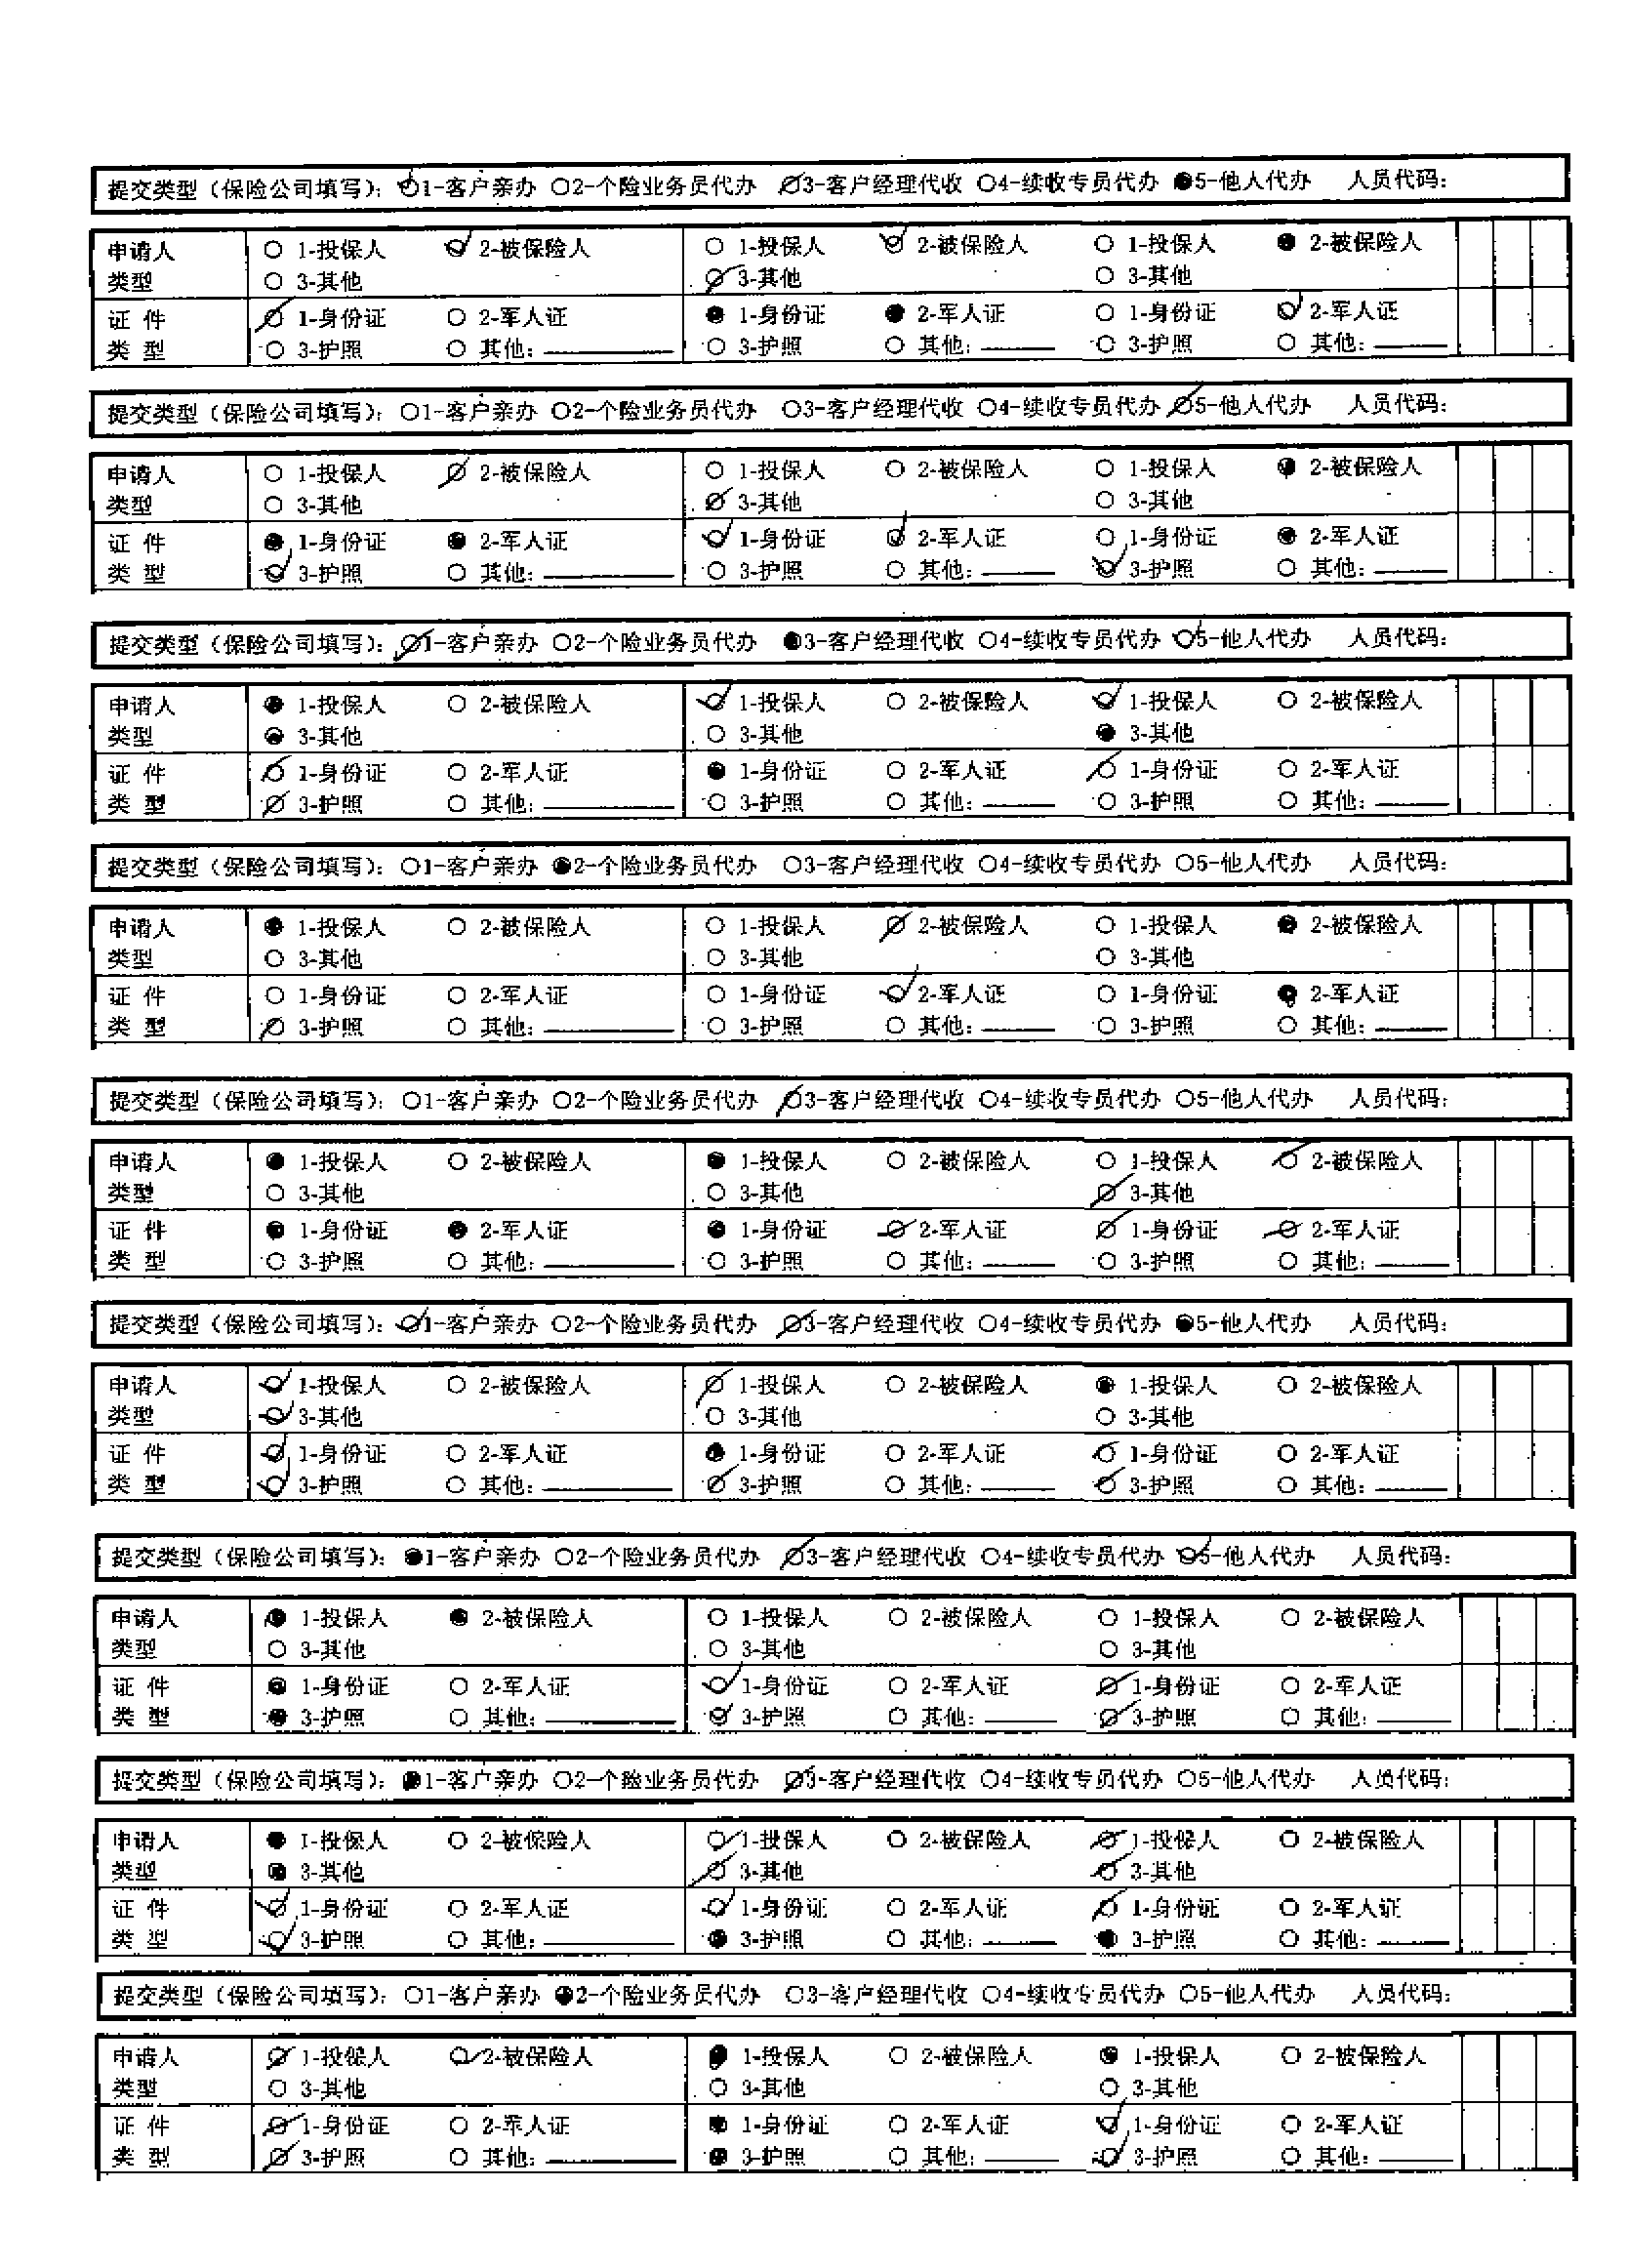 提交类型（保险公司填写）：○1-客户亲办 ○2-个险业务员代办 ○3-客户经理代收 ○4-续收专员代办 ●5-他人代办 人员代码：
申请人 ○ 1-投保人 ○ 2-被保险人 ○ 1-投保人 ○ 2-被保险人 ○ 1-投保人 ● 2-被保险人
类型 ○ 3-其他 ○ 3-其他 ○ 3-其他
证 件 ○ 1-身份证 ○ 2-军人证 ● 1-身份证 ● 2-军人证 ○ 1-身份证 ○ 2-军人证
类 型 ○ 3-护照 ○ 其他： ○ 3-护照 ○ 其他： ○ 3-护照 ○ 其他：
提交类型（保险公司填写）：○1-客户亲办 ○2-个险业务员代办 ○3-客户经理代收 ○4-续收专员代办 ○5-他人代办 人员代码：
申请人 ○ 1-投保人 ○ 2-被保险人 ○ 1-投保人 ○ 2-被保险人 ○ 1-投保人 ● 2-被保险人
类型 ○ 3-其他 ○ 3-其他 ○ 3-其他
证 件 ● 1-身份证 ● 2-军人证 ○ 1-身份证 ○ 2-军人证 ○ 1-身份证 ● 2-军人证
类 型 ○ 3-护照 ○ 其他： ○ 3-护照 ○ 其他： ○ 3-护照 ○ 其他：
提交类型（保险公司填写）：○1-客户亲办 ○2-个险业务员代办 ●3-客户经理代收 ○4-续收专员代办 ○5-他人代办 人员代码：
申请人 ● 1-投保人 ○ 2-被保险人 ○ 1-投保人 ○ 2-被保险人 ○ 1-投保人 ○ 2-被保险人
类型 ● 3-其他 ○ 3-其他 ● 3-其他
证 件 ○ 1-身份证 ○ 2-军人证 ● 1-身份证 ○ 2-军人证 ○ 1-身份证 ○ 2-军人证
类 型 ○ 3-护照 ○ 其他： ○ 3-护照 ○ 其他： ○ 3-护照 ○ 其他：
提交类型（保险公司填写）：○1-客户亲办 ●2-个险业务员代办 ○3-客户经理代收 ○4-续收专员代办 ○5-他人代办 人员代码：
申请人 ● 1-投保人 ○ 2-被保险人 ○ 1-投保人 ○ 2-被保险人 ○ 1-投保人 ● 2-被保险人
类型 ○ 3-其他 ○ 3-其他 ○ 3-其他
证 件 ○ 1-身份证 ○ 2-军人证 ○ 1-身份证 ○ 2-军人证 ○ 1-身份证 ● 2-军人证
类 型 ○ 3-护照 ○ 其他： ○ 3-护照 ○ 其他： ○ 3-护照 ○ 其他：
提交类型（保险公司填写）：○1-客户亲办 ○2-个险业务员代办 ○3-客户经理代收 ○4-续收专员代办 ○5-他人代办 人员代码：
申请人 ● 1-投保人 ○ 2-被保险人 ● 1-投保人 ○ 2-被保险人 ○ 1-投保人 ○ 2-被保险人
类型 ○ 3-其他 ○ 3-其他 ○ 3-其他
证 件 ● 1-身份证 ● 2-军人证 ● 1-身份证 ○ 2-军人证 ○ 1-身份证 ○ 2-军人证
类 型 ○ 3-护照 ○ 其他： ○ 3-护照 ○ 其他： ○ 3-护照 ○ 其他：
提交类型（保险公司填写）：○1-客户亲办 ○2-个险业务员代办 ○3-客户经理代收 ○4-续收专员代办 ●5-他人代办 人员代码：
申请人 ○ 1-投保人 ○ 2-被保险人 ○ 1-投保人 ○ 2-被保险人 ● 1-投保人 ○ 2-被保险人
类型 ○ 3-其他 ○ 3-其他 ○ 3-其他
证 件 ○ 1-身份证 ○ 2-军人证 ● 1-身份证 ○ 2-军人证 ○ 1-身份证 ○ 2-军人证
类 型 ○ 3-护照 ○ 其他： ○ 3-护照 ○ 其他： ○ 3-护照 ○ 其他：
提交类型（保险公司填写）：●1-客户亲办 ○2-个险业务员代办 ○3-客户经理代收 ○4-续收专员代办 ○5-他人代办 人员代码：
申请人 ● 1-投保人 ● 2-被保险人 ○ 1-投保人 ○ 2-被保险人 ○ 1-投保人 ○ 2-被保险人
类型 ○ 3-其他 ○ 3-其他 ○ 3-其他
证 件 ● 1-身份证 ○ 2-军人证 ○ 1-身份证 ○ 2-军人证 ○ 1-身份证 ○ 2-军人证
类 型 ● 3-护照 ○ 其他： ○ 3-护照 ○ 其他： ○ 3-护照 ○ 其他：
提交类型（保险公司填写）：●1-客户亲办 ○2-个险业务员代办 ○3-客户经理代收 ○4-续收专员代办 ○5-他人代办 人员代码：
申请人 ● 1-投保人 ○ 2-被保险人 ○ 1-投保人 ○ 2-被保险人 ○ 1-投保人 ○ 2-被保险人
类型 ● 3-其他 ○ 3-其他 ○ 3-其他
证 件 ○ 1-身份证 ○ 2-军人证 ○ 1-身份证 ○ 2-军人证 ○ 1-身份证 ○ 2-军人证
类 型 ○ 3-护照 ○ 其他： ● 3-护照 ○ 其他： ● 3-护照 ○ 其他：
提交类型（保险公司填写）：○1-客户亲办 ●2-个险业务员代办 ○3-客户经理代收 ○4-续收专员代办 ○5-他人代办 人员代码：
申请人 ○ 1-投保人 ○ 2-被保险人 ● 1-投保人 ○ 2-被保险人 ● 1-投保人 ○ 2-被保险人
类型 ○ 3-其他 ○ 3-其他 ○ 3-其他
证 件 ○ 1-身份证 ○ 2-军人证 ● 1-身份证 ○ 2-军人证 ○ 1-身份证 ○ 2-军人证
类 型 ○ 3-护照 ○ 其他： ● 3-护照 ○ 其他： ○ 3-护照 ○ 其他：